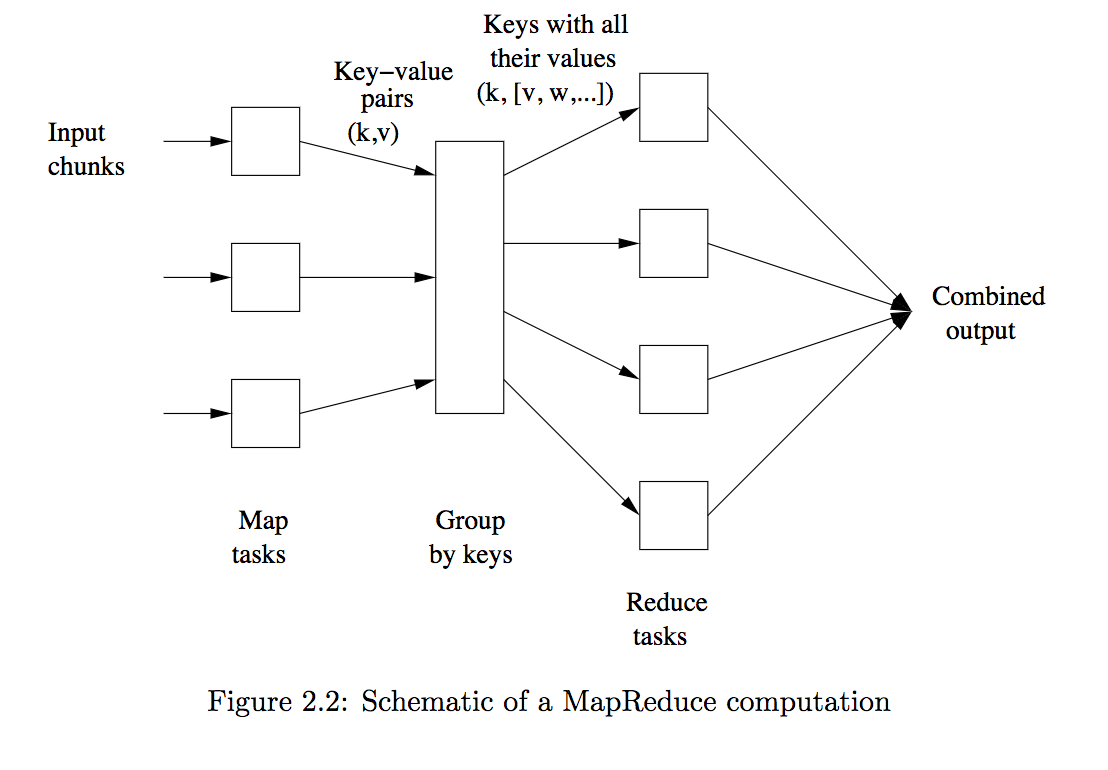 Keys with all
their values
(k, [v, w,...])
Key–value
pairs
(k,v)
Input
chunks
Combined
output
Map
tasks
Group
by keys
Reduce
tasks
Figure 2.2: Schematic of a MapReduce computation